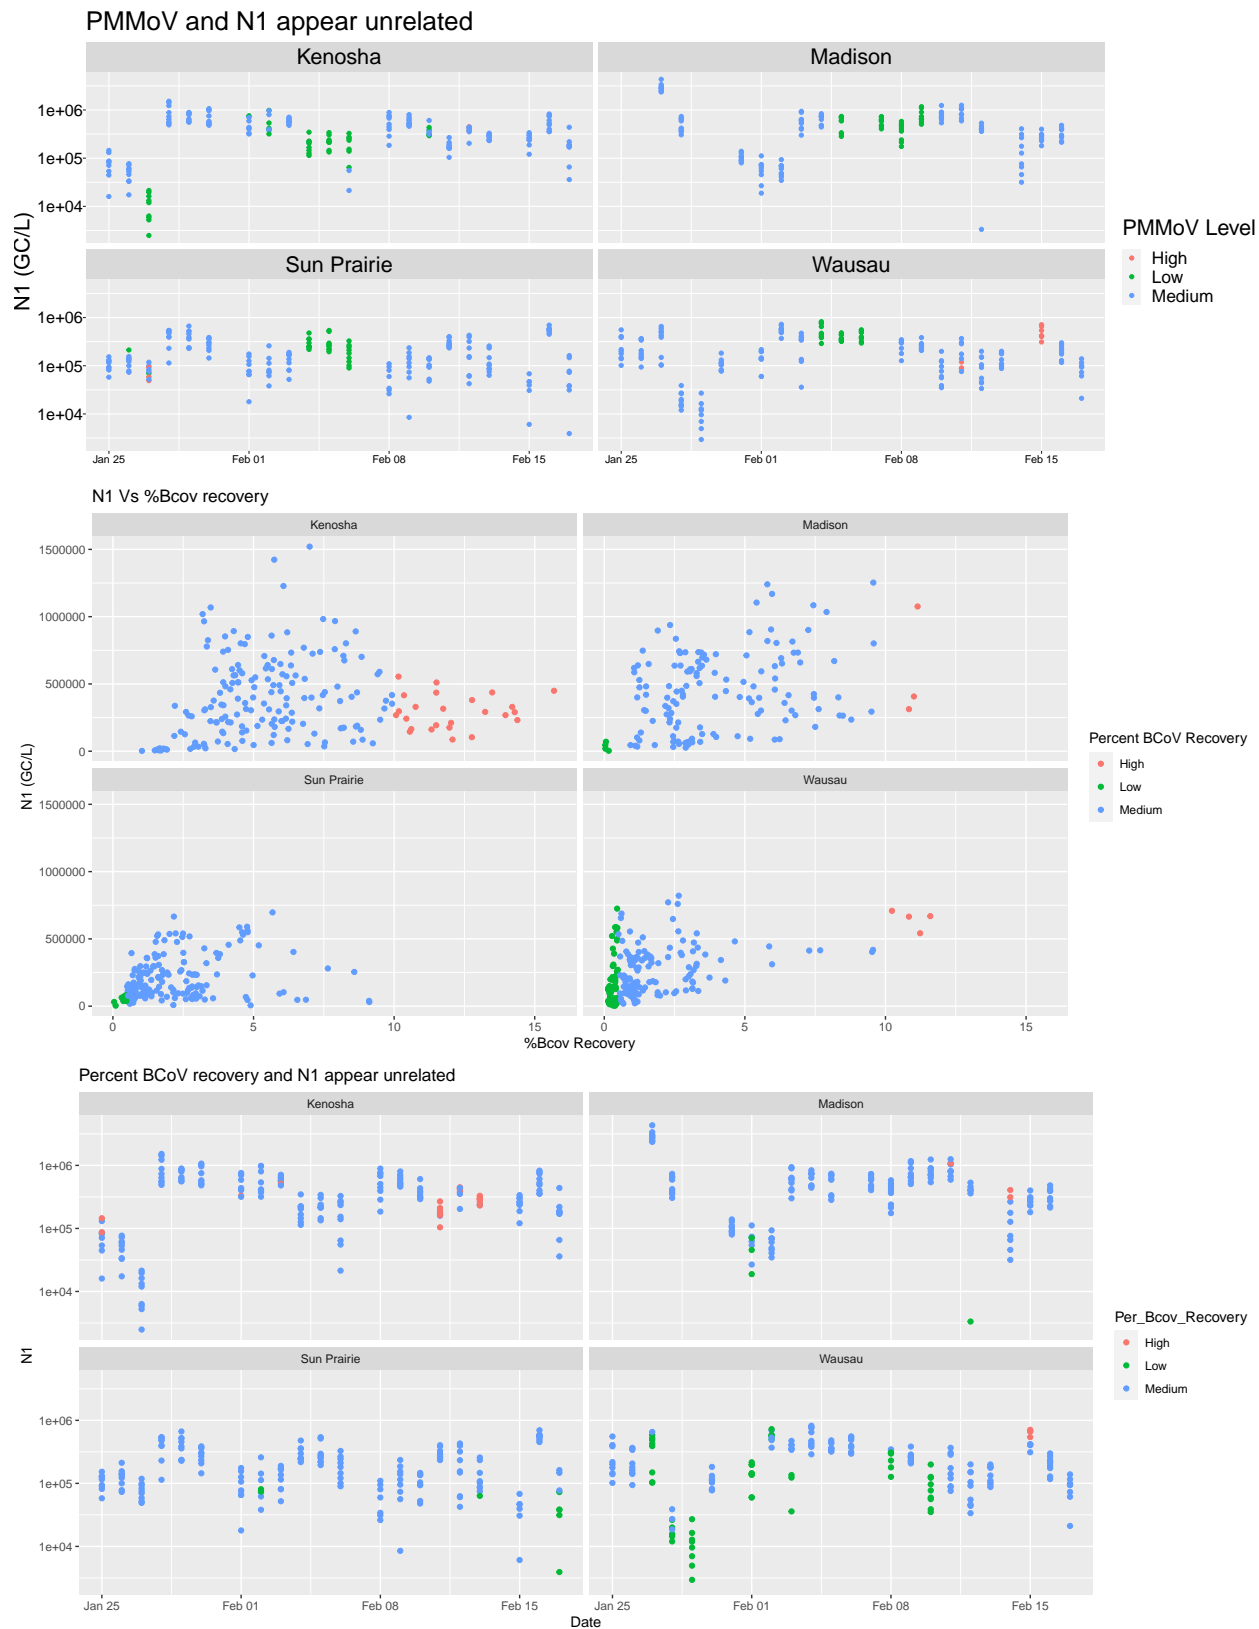 PMMoV and N1 appear unrelated
Kenosha
Madison
1e+06
1e+05
1e+04
Sun Prairie
Wausau
1e+06
1e+05
1e+04
N1 (GC/L)
Jan 25 Feb 01 Feb 08 Feb 15
Jan 25 Feb 01 Feb 08 Feb 15
PMMoV Level
High
Low
Medium
N1 Vs %Bcov recovery
Kenosha
Madison
1500000
1000000
500000
0
Sun Prairie
Wausau
1500000
1000000
500000
0
N1 (GC/L)
0 5 10 15
0 5 10 15
%Bcov Recovery
Percent BCoV Recovery
High
Low
Medium
Percent BCoV recovery and N1 appear unrelated
Kenosha
Madison
1e+06
1e+05
1e+04
Sun Prairie
Wausau
1e+06
1e+05
1e+04
N1
Jan 25 Feb 01 Feb 08 Feb 15
Jan 25 Feb 01 Feb 08 Feb 15
Date
Per_Bcov_Recovery
High
Low
Medium